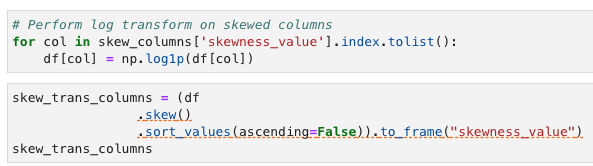 # Perform log transform on skewed columns
for col in skew_columns['skewness_value'].index.tolist():
    df[col] = np.log1p(df[col])
skew_trans_columns = (df
                .skew()
                .sort_values(ascending=False)).to_frame("skewness_value")
skew_trans_columns